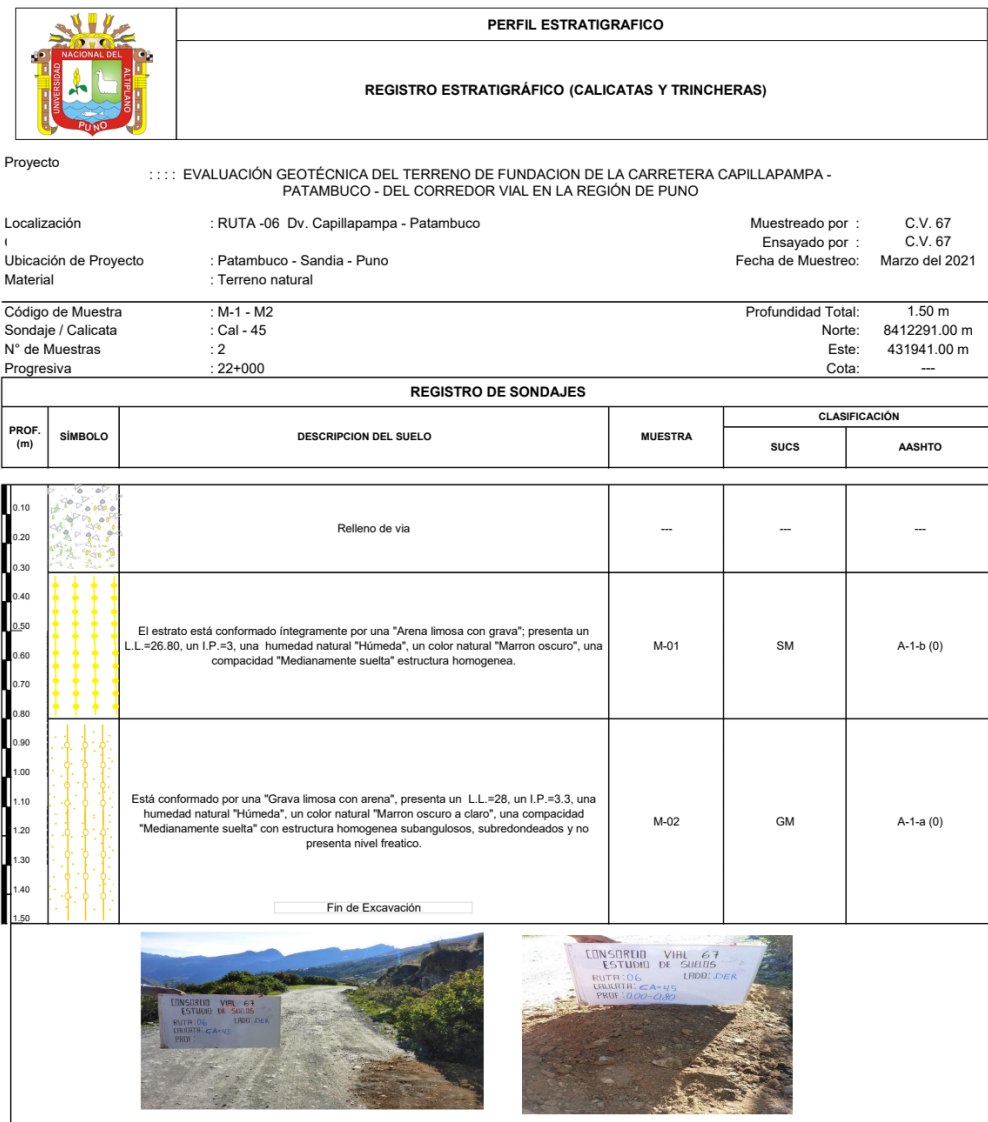 PERFIL ESTRATIGRAFICO
NACIONAL DEL
UNIVERSIDAD
ALTIPLANO
PUNO
REGISTRO ESTRATIGRÁFICO (CALICATAS Y TRINCHERAS)
Proyecto
: : : : EVALUACIÓN GEOTÉCNICA DEL TERRENO DE FUNDACION DE LA CARRETERA CAPILLAPAMPA -
PATAMBUCO - DEL CORREDOR VIAL EN LA REGIÓN DE PUNO
Localización : RUTA -06 Dv. Capillapampa - Patambuco Muestreado por : C.V. 67
Ensayado por : C.V. 67
Ubicación de Proyecto : Patambuco - Sandia - Puno Fecha de Muestreo: Marzo del 2021
Material : Terreno natural
Código de Muestra : M-1 - M2 Profundidad Total: 1.50 m
Sondaje / Calicata : Cal - 45 Norte: 8412291.00 m
N° de Muestras : 2 Este: 431941.00 m
Progresiva : 22+000 Cota: ---
REGISTRO DE SONDAJES
PROF. (m) SÍMBOLO DESCRIPCION DEL SUELO MUESTRA CLASIFICACIÓN
SUCS AASHTO
0.10
0.20
0.30
Relleno de via --- --- ---
0.40
0.50
0.60
0.70
0.80
El estrato está conformado íntegramente por una "Arena limosa con grava"; presenta un
L.L.=26.80, un I.P.=3, una humedad natural "Húmeda", un color natural "Marron oscuro", una
compacidad "Medianamente suelta" estructura homogenea.
M-01 SM A-1-b (0)
0.90
1.00
1.10
1.20
1.30
1.40
1.50
Está conformado por una "Grava limosa con arena", presenta un L.L.=28, un I.P.=3.3, una
humedad natural "Húmeda", un color natural "Marron oscuro a claro", una compacidad
"Medianamente suelta" con estructura homogenea subangulosos, subredondeados y no
presenta nivel freatico.
M-02 GM A-1-a (0)
Fin de Excavación
CONSORCIO VIAL 67
ESTUDIO DE SUELOS
RUTA: 06 LADO: DER
CALICATA: CA-45
PROF:
CONSORCIO VIAL 67
ESTUDIO DE SUELOS
RUTA: 06 LADO: DER
CALICATA: CA-45
PROF: 0.00-0.80